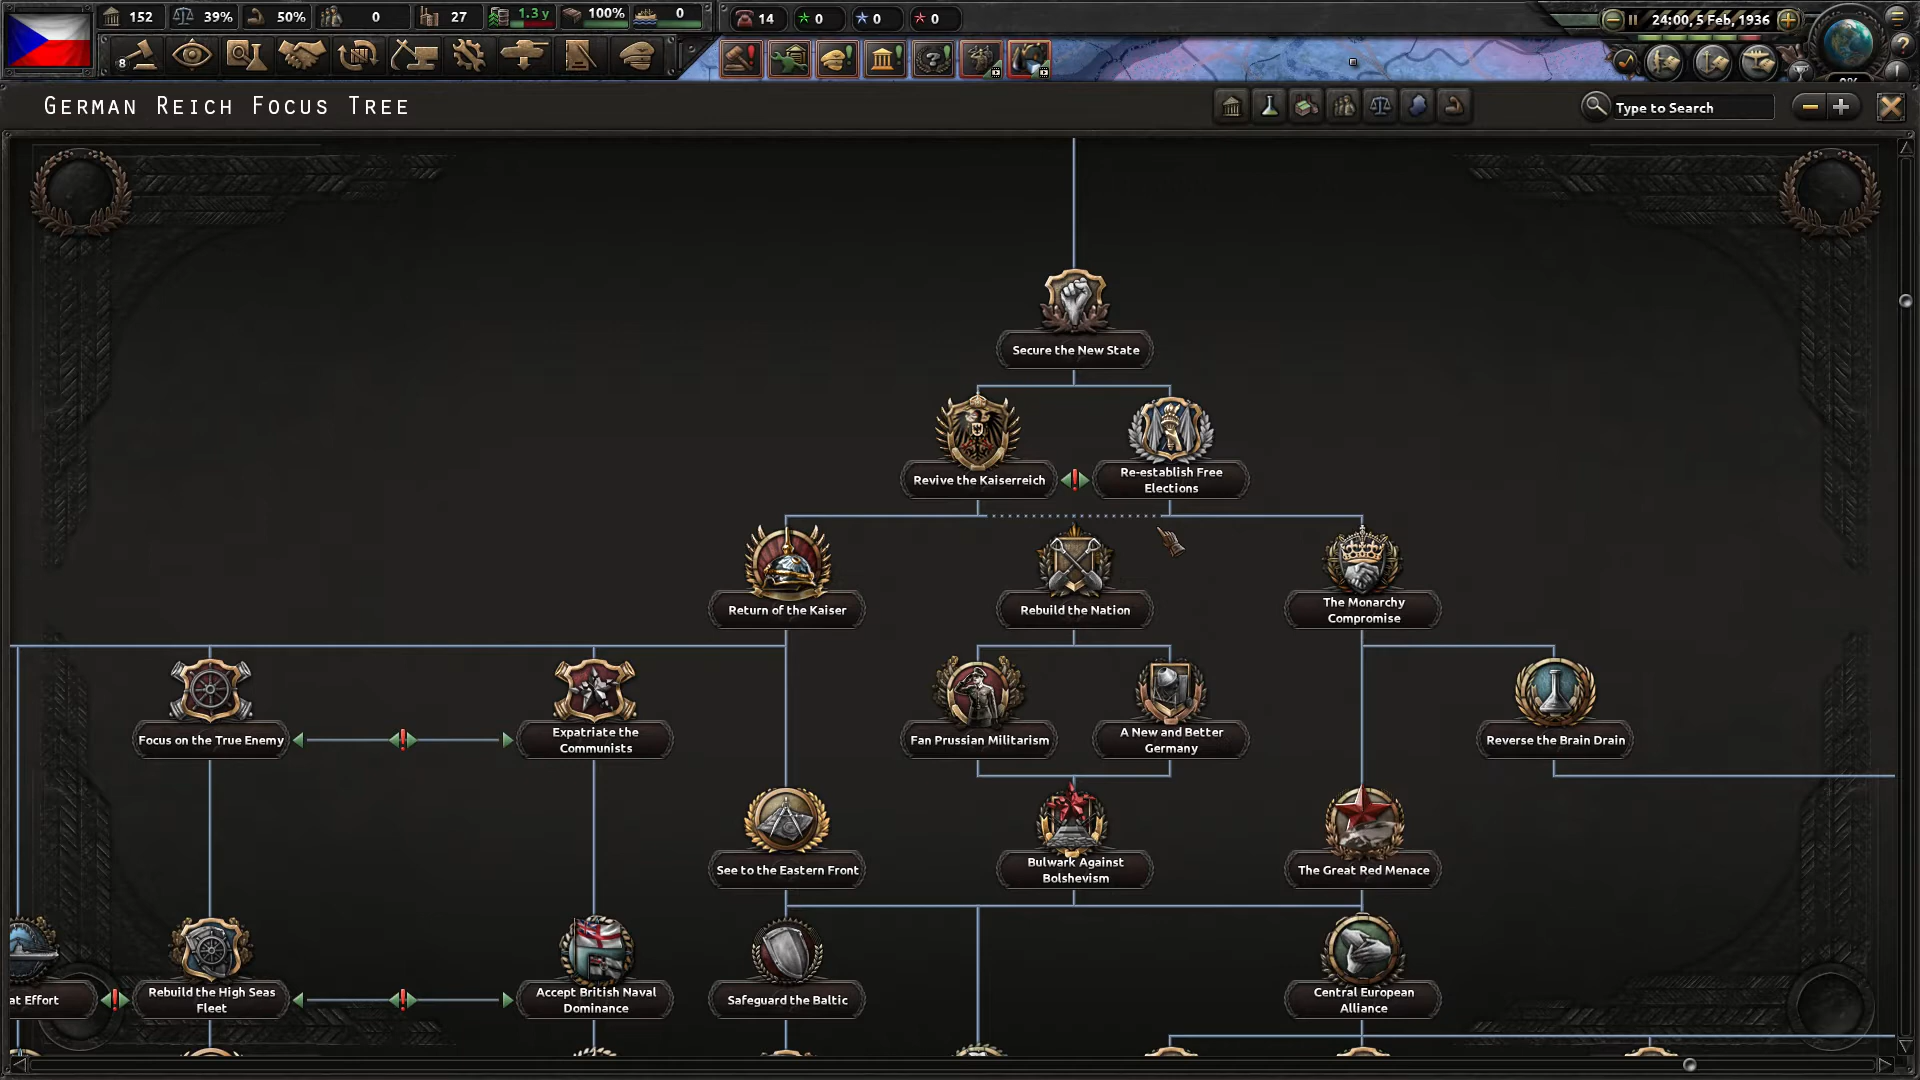 152
39%
50%
0
27
1.3 y
100%
0
14
0
0
0
24:00, 5 Feb, 1936
8
0%
German Reich Focus Tree
Type to Search
Secure the New State
Revive the Kaiserreich
Re-establish Free
Elections
Return of the Kaiser
Rebuild the Nation
The Monarchy
Compromise
Focus on the True Enemy
Expatriate the
Communists
Fan Prussian Militarism
A New and Better
Germany
Reverse the Brain Drain
See to the Eastern Front
Bulwark Against
Bolshevism
The Great Red Menace
at Effort
Rebuild the High Seas
Fleet
Accept British Naval
Dominance
Safeguard the Baltic
Central European
Alliance